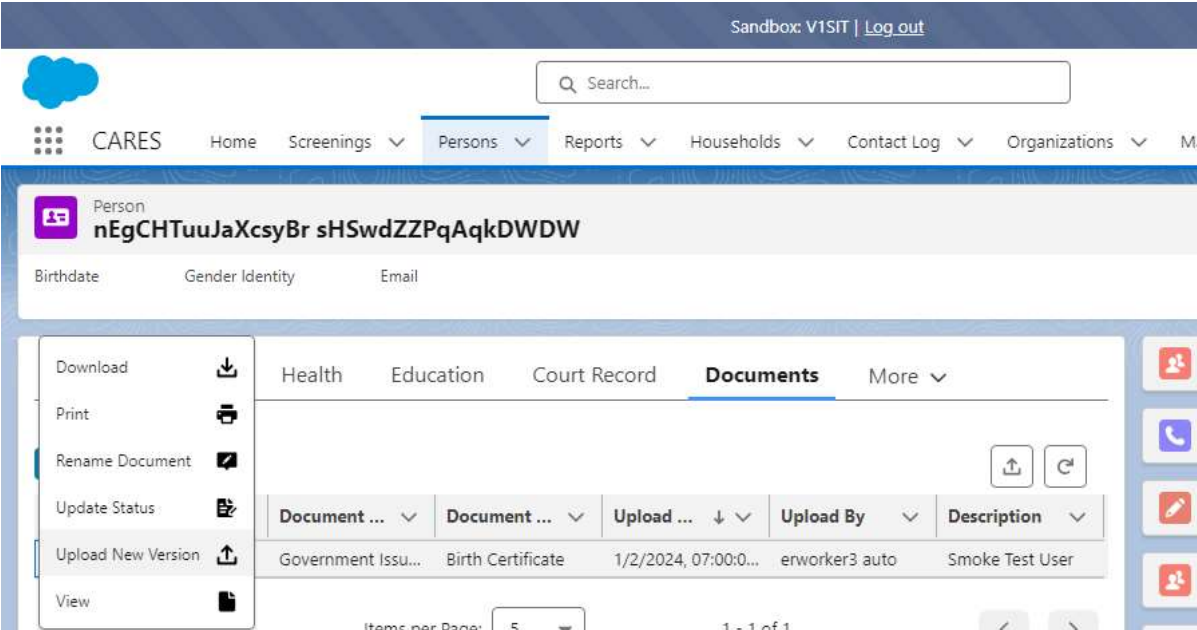 Sandbox: V1SIT | Log out
Search...
CARES Home Screenings Persons Reports Households Contact Log Organizations M
Person
nEgCHTuuJaXcsyBr sHSwdZZPqAqkDWDW
Birthdate Gender Identity Email
Download
Health Education Court Record Documents More
Print
Rename Document
Update Status
Document ... Document ... Upload ... Upload By Description
Upload New Version
Government Issu... Birth Certificate 1/2/2024, 07:00:0... erworker3 auto Smoke Test User
View
Items per Page: 5 1 - 1 of 1